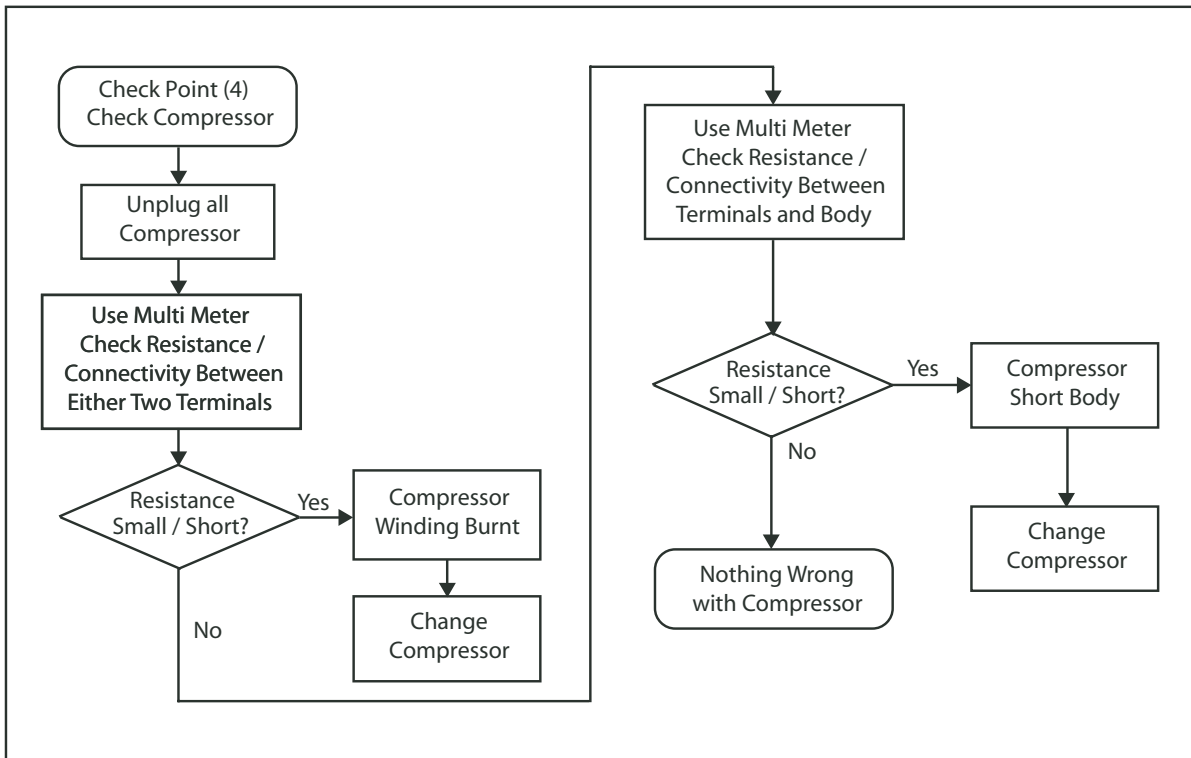 Check Point (4)
Check Compressor
Unplug all
Compressor
Use Multi Meter
Check Resistance /
Connectivity Between
Either Two Terminals
Resistance
Small / Short?
Yes
Compressor
Winding Burnt
Change
Compressor
No
Use Multi Meter
Check Resistance /
Connectivity Between
Terminals and Body
Resistance
Small / Short?
Yes
Compressor
Short Body
Change
Compressor
No
Nothing Wrong
with Compressor